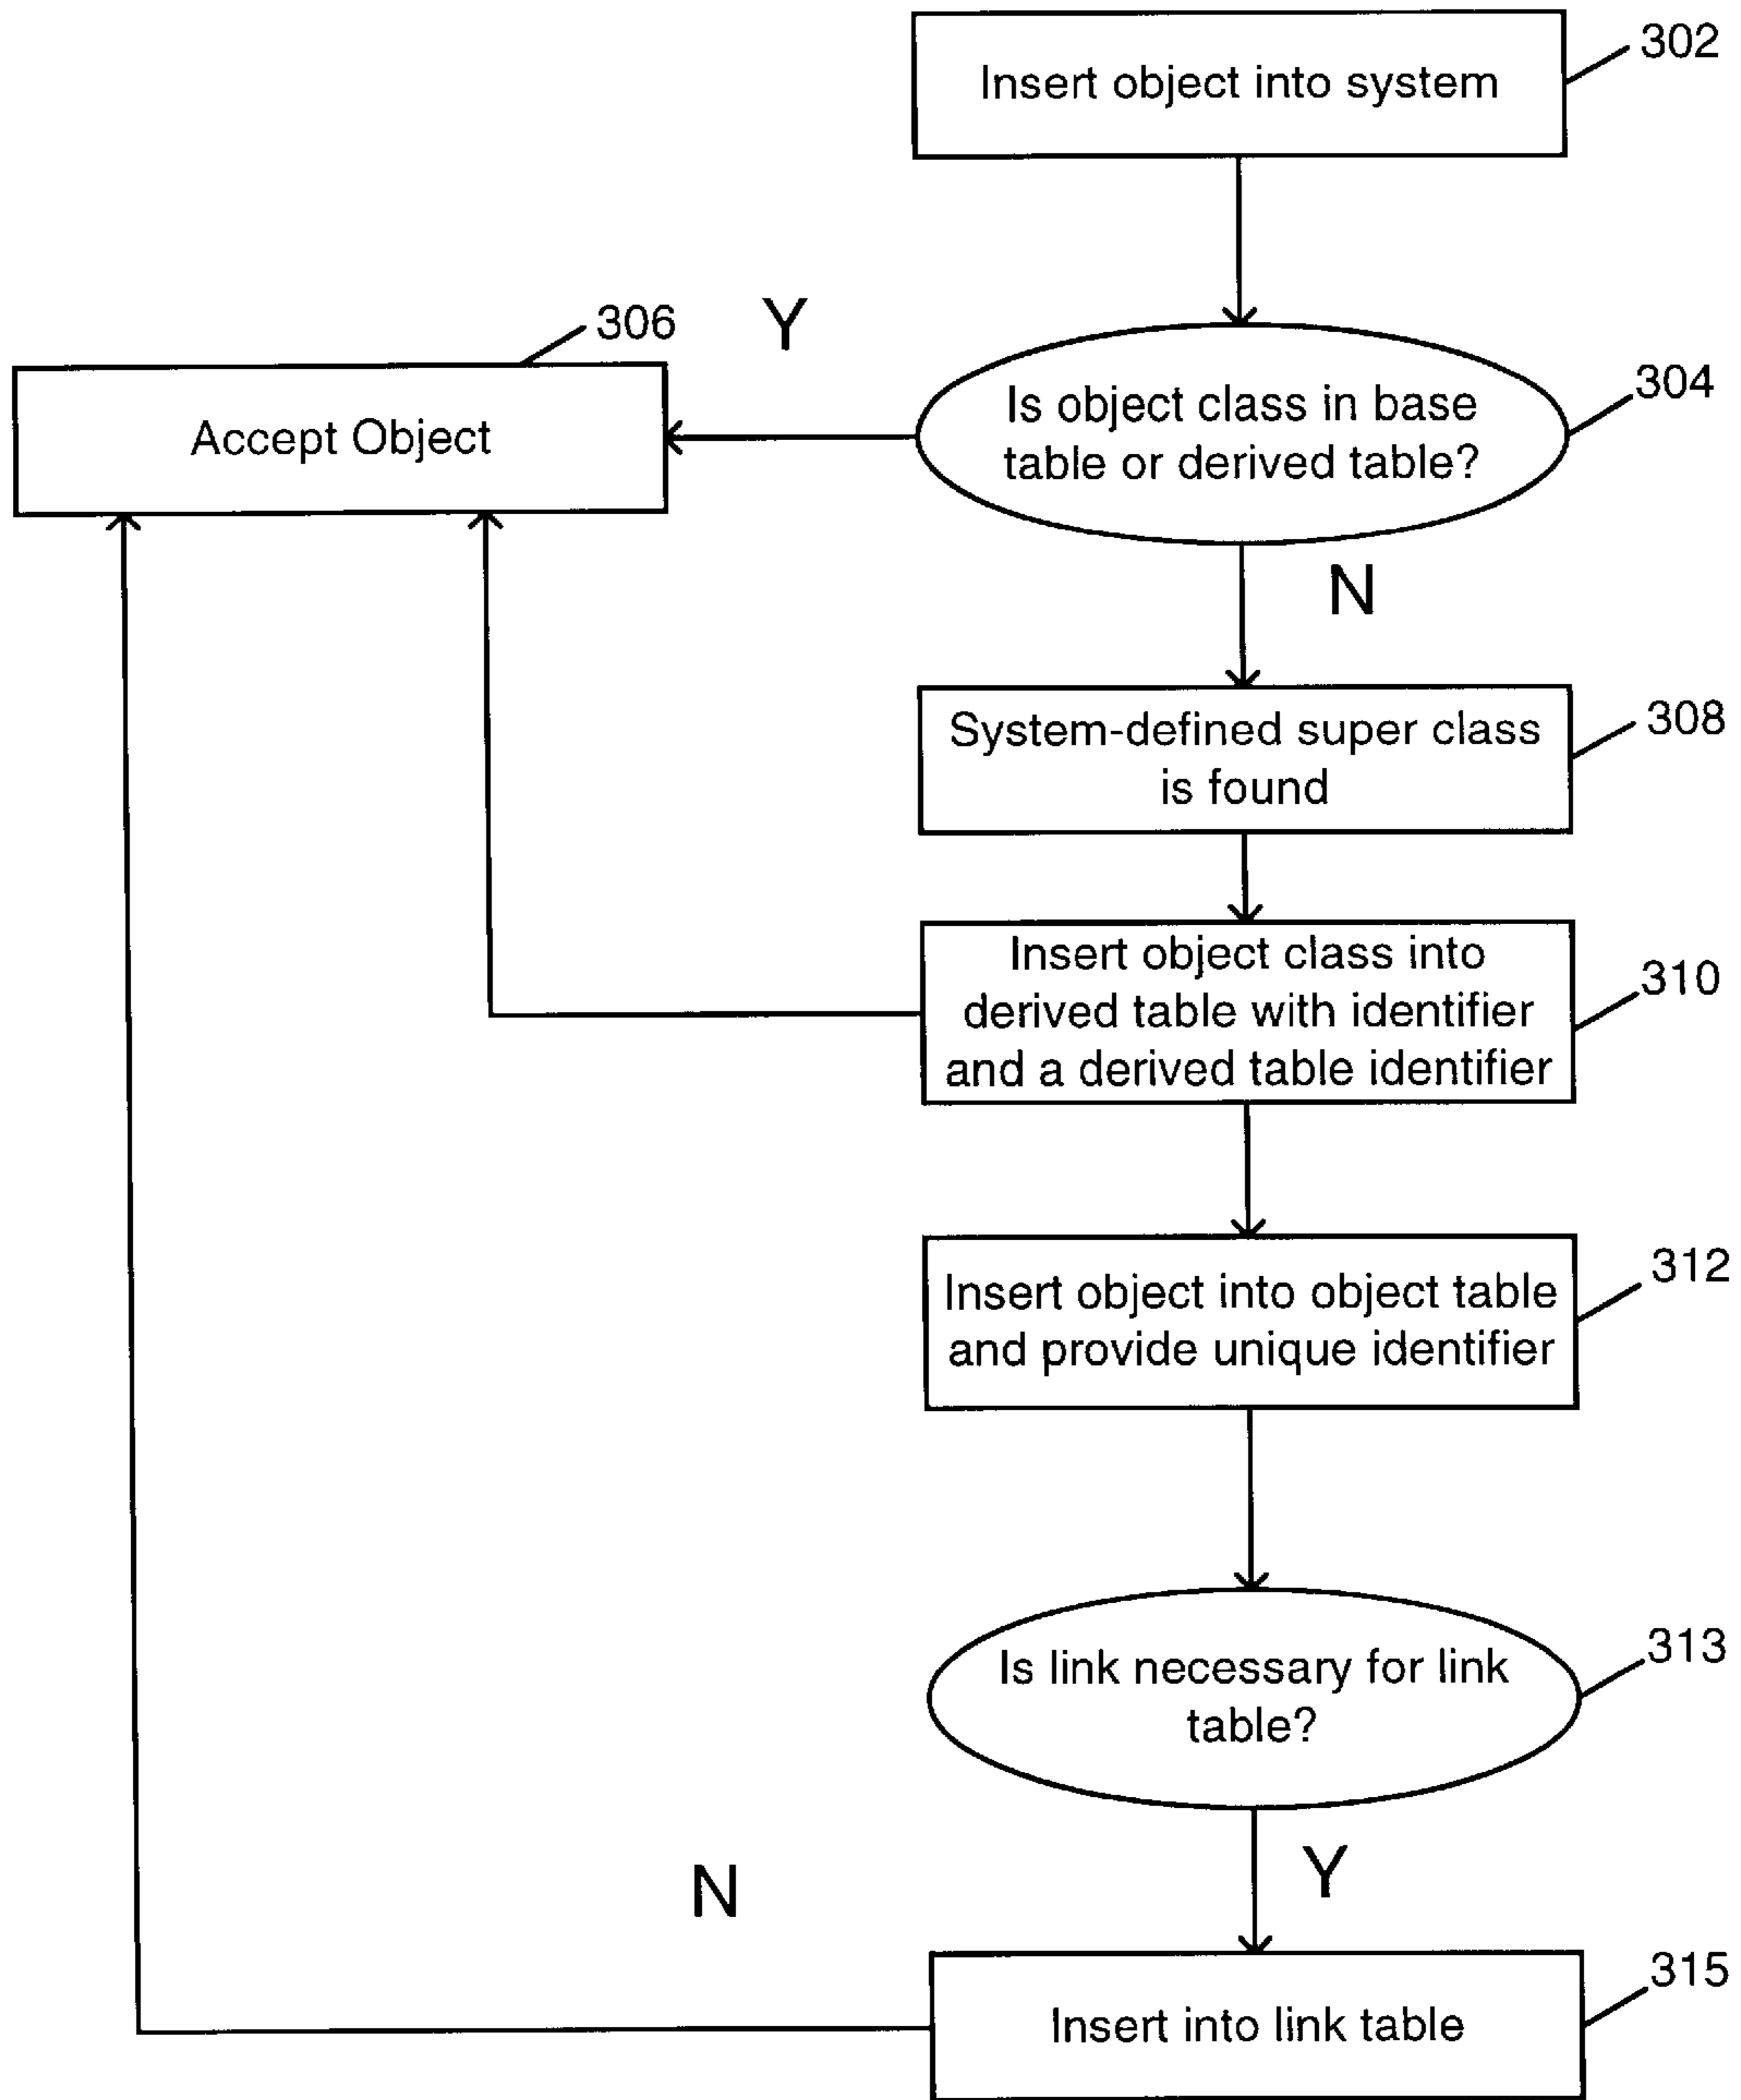 302
Insert object into system
306
Y
304
Accept Object
Is object class in base
table or derived table?
N
308
System-defined super class
is found
310
Insert object class into
derived table with identifier
and a derived table identifier
312
Insert object into object table
and provide unique identifier
313
Is link necessary for link
table?
Y
N
315
Insert into link table